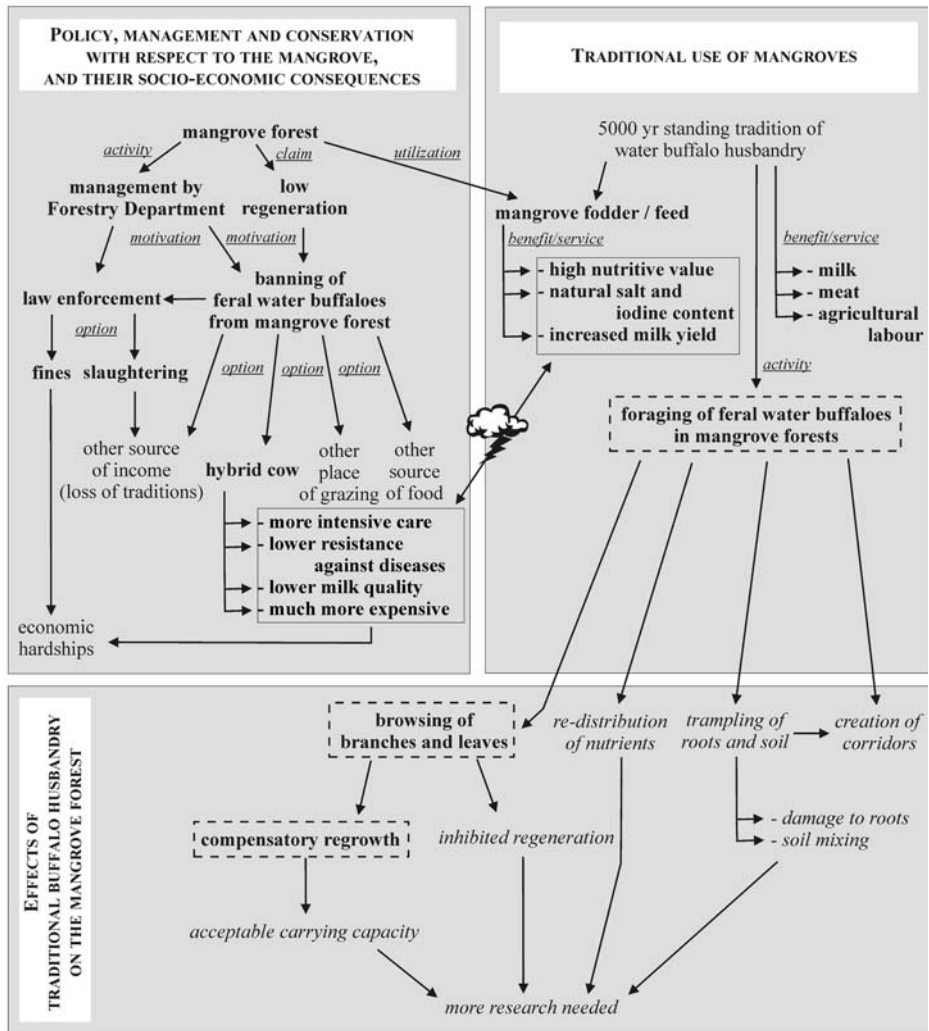 POLICY, MANAGEMENT AND CONSERVATION
WITH RESPECT TO THE MANGROVE,
AND THEIR SOCIO-ECONOMIC CONSEQUENCES
mangrove forest
activity
claim
utilization
management by
Forestry Department
low
regeneration
motivation
motivation
law enforcement
banning of
feral water buffaloes
from mangrove forest
option
fines
slaughtering
option
option
option
other source
of income
(loss of traditions)
hybrid cow
other
place
of grazing
other
source
of food
- more intensive care
- lower resistance
against diseases
- lower milk quality
- much more expensive
economic
hardships
TRADITIONAL USE OF MANGROVES
5000 yr standing tradition of
water buffalo husbandry
mangrove fodder / feed
benefit/service
- high nutritive value
- natural salt and
iodine content
- increased milk yield
benefit/service
- milk
- meat
- agricultural
labour
activity
foraging of feral water buffaloes
in mangrove forests
EFFECTS OF
TRADITIONAL BUFFALO HUSBANDRY
ON THE MANGROVE FOREST
browsing of
branches and leaves
re-distribution
of nutrients
trampling of
roots and soil
creation of
corridors
compensatory regrowth
inhibited regeneration
- damage to roots
- soil mixing
acceptable carrying capacity
more research needed